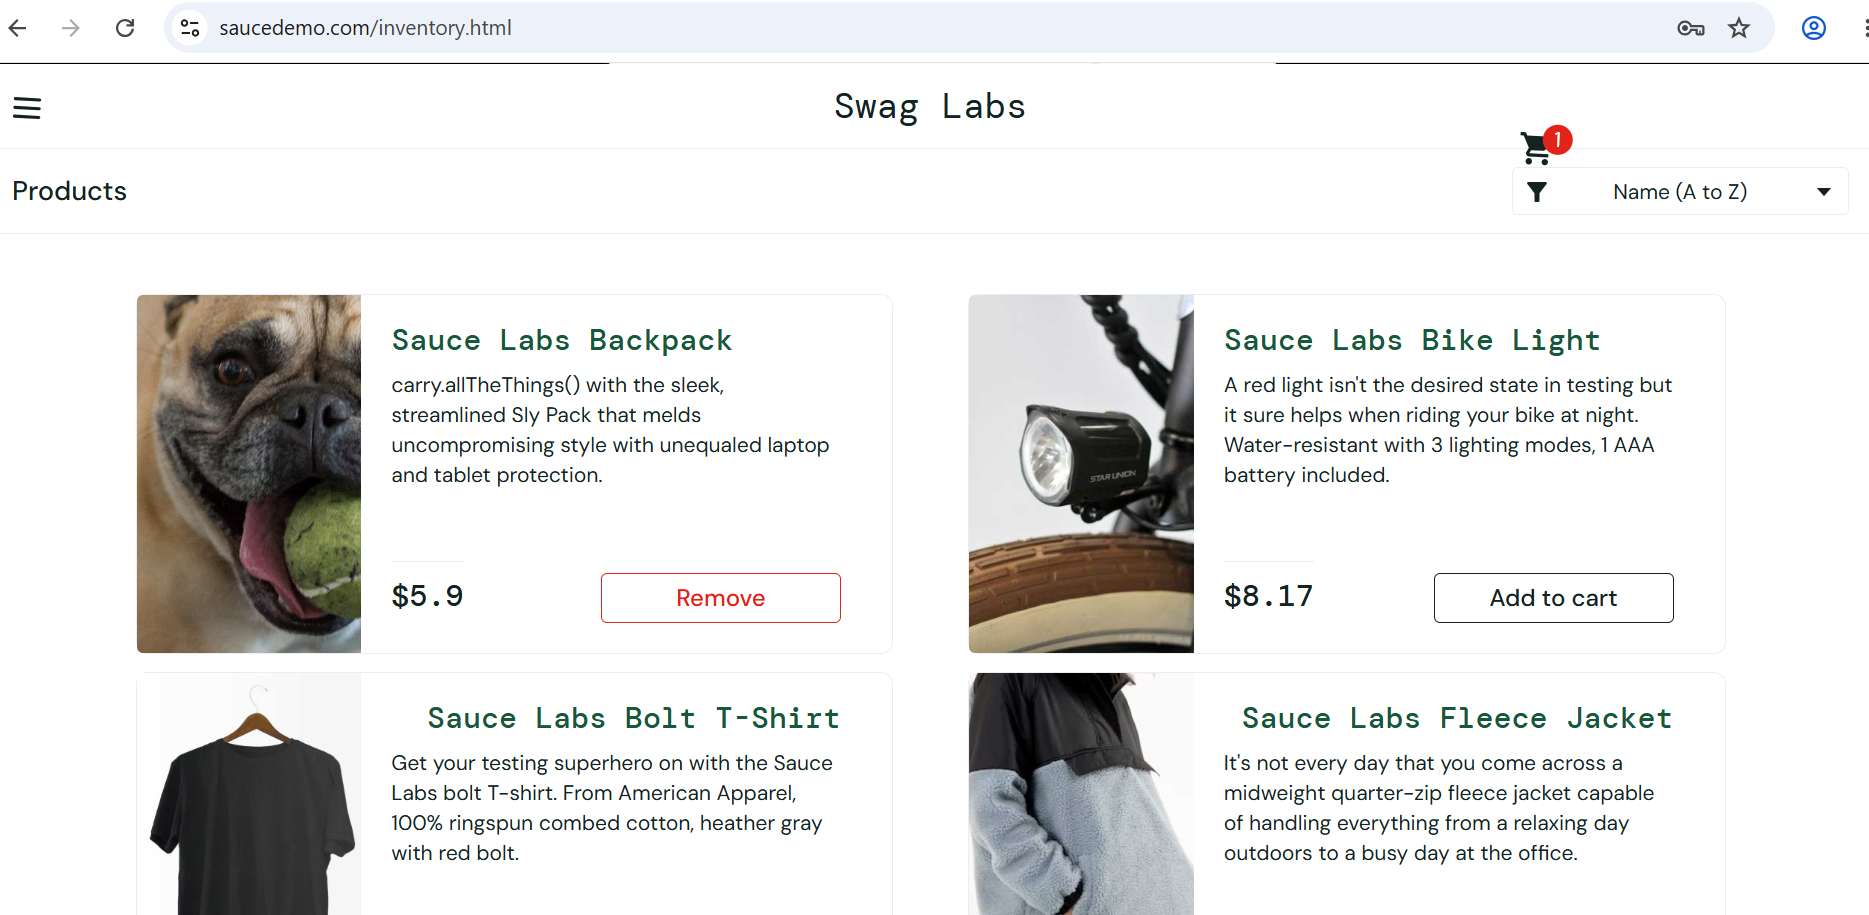 saucedemo.com/inventory.html
Swag Labs
1
Products
Name (A to Z)
Sauce Labs Backpack
carry.allTheThings() with the sleek,
streamlined Sly Pack that melds
uncompromising style with unequaled laptop
and tablet protection.
$5.9
Remove
Sauce Labs Bike Light
A red light isn't the desired state in testing but
it sure helps when riding your bike at night.
Water-resistant with 3 lighting modes, 1 AAA
battery included.
STAR UNION
$8.17
Add to cart
Sauce Labs Bolt T-Shirt
Get your testing superhero on with the Sauce
Labs bolt T-shirt. From American Apparel,
100% ringspun combed cotton, heather gray
with red bolt.
Sauce Labs Fleece Jacket
It's not every day that you come across a
midweight quarter-zip fleece jacket capable
of handling everything from a relaxing day
outdoors to a busy day at the office.